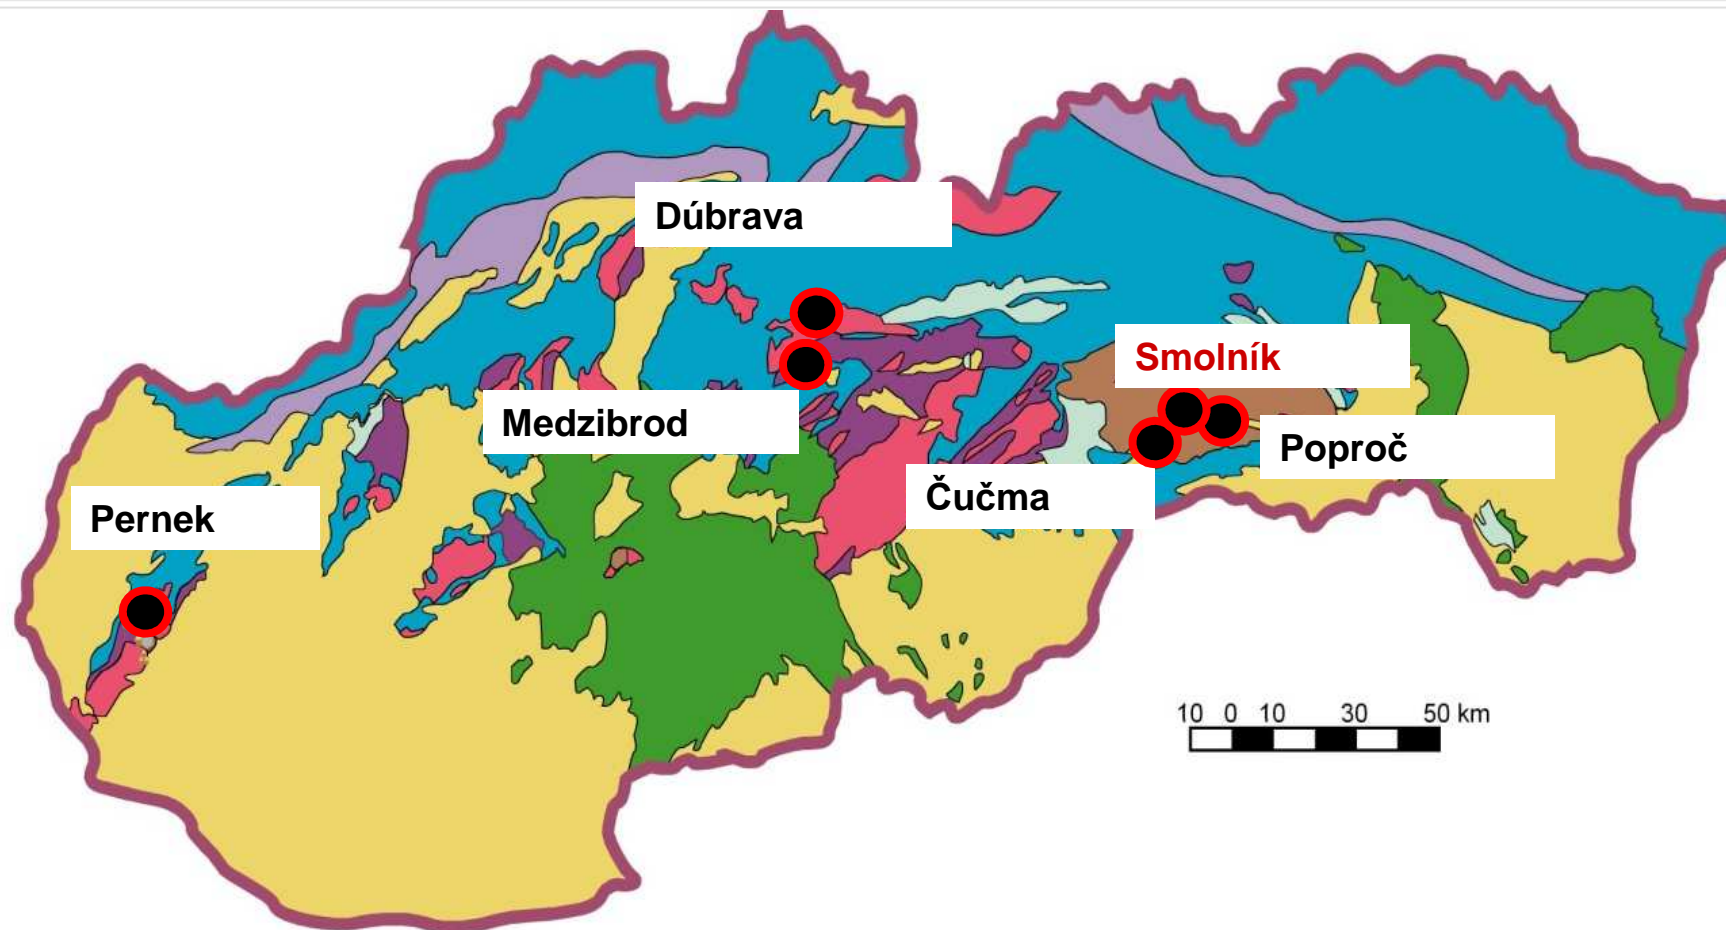 Dúbrava
Smolník
Medzibrod
Poproč
Čučma
Pernek
10 0 10 30 50 km